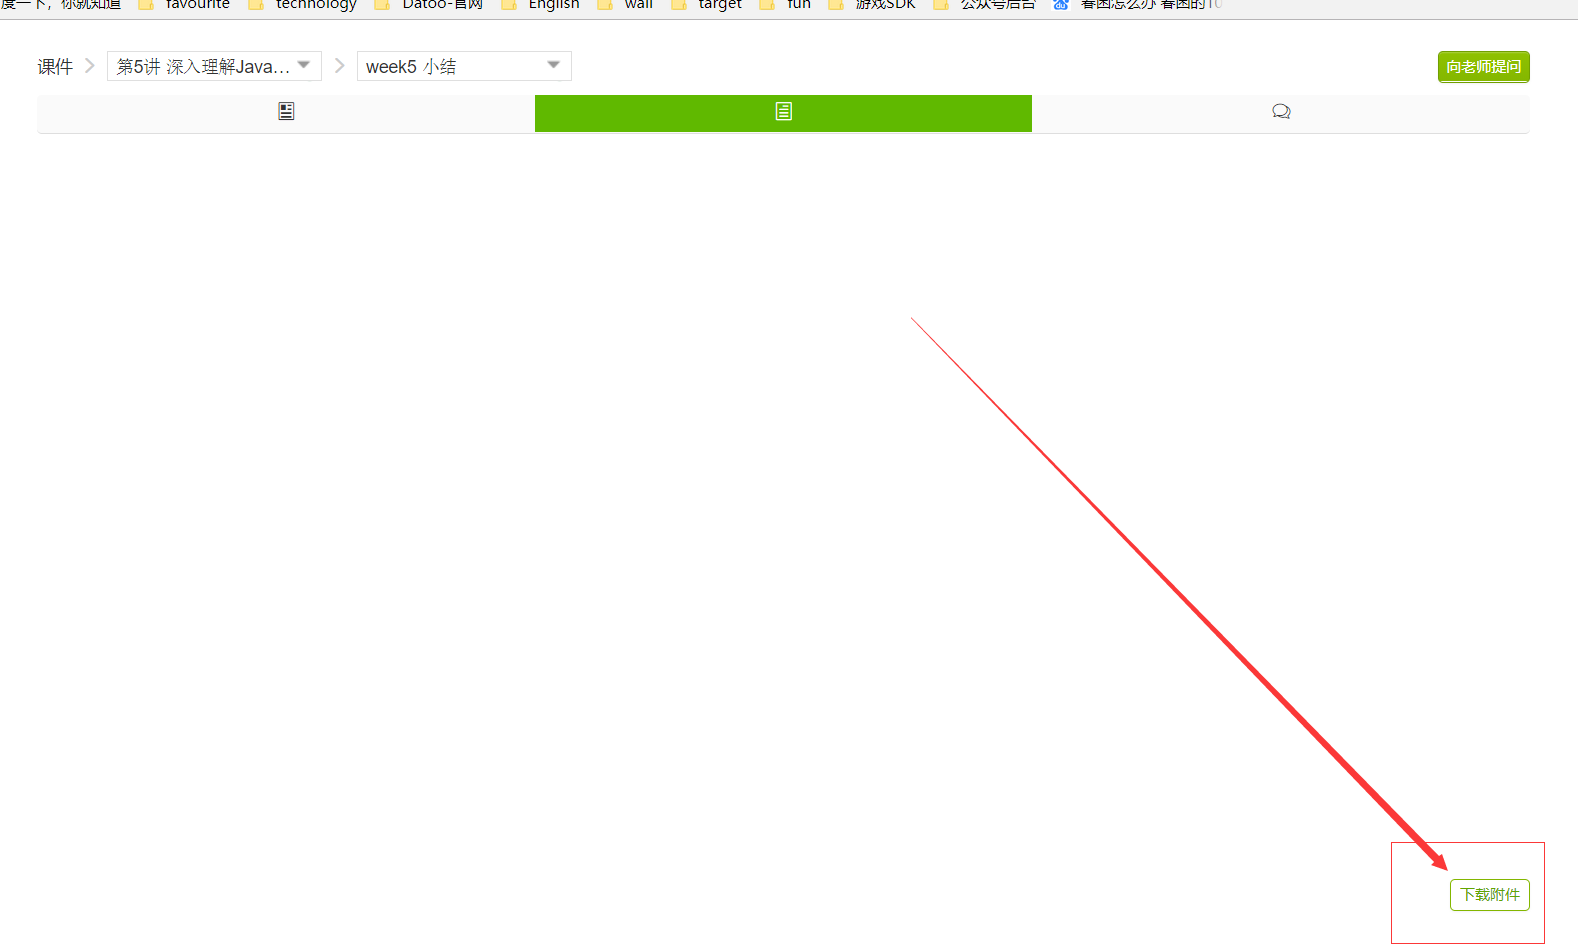 度一下，你就知道 favourite technology Datoo-官网 English wall target fun 游戏SDK 公众号后台 春困怎么办 春困的10
课件 第5讲 深入理解Java... week5 小结 向老师提问
下载附件